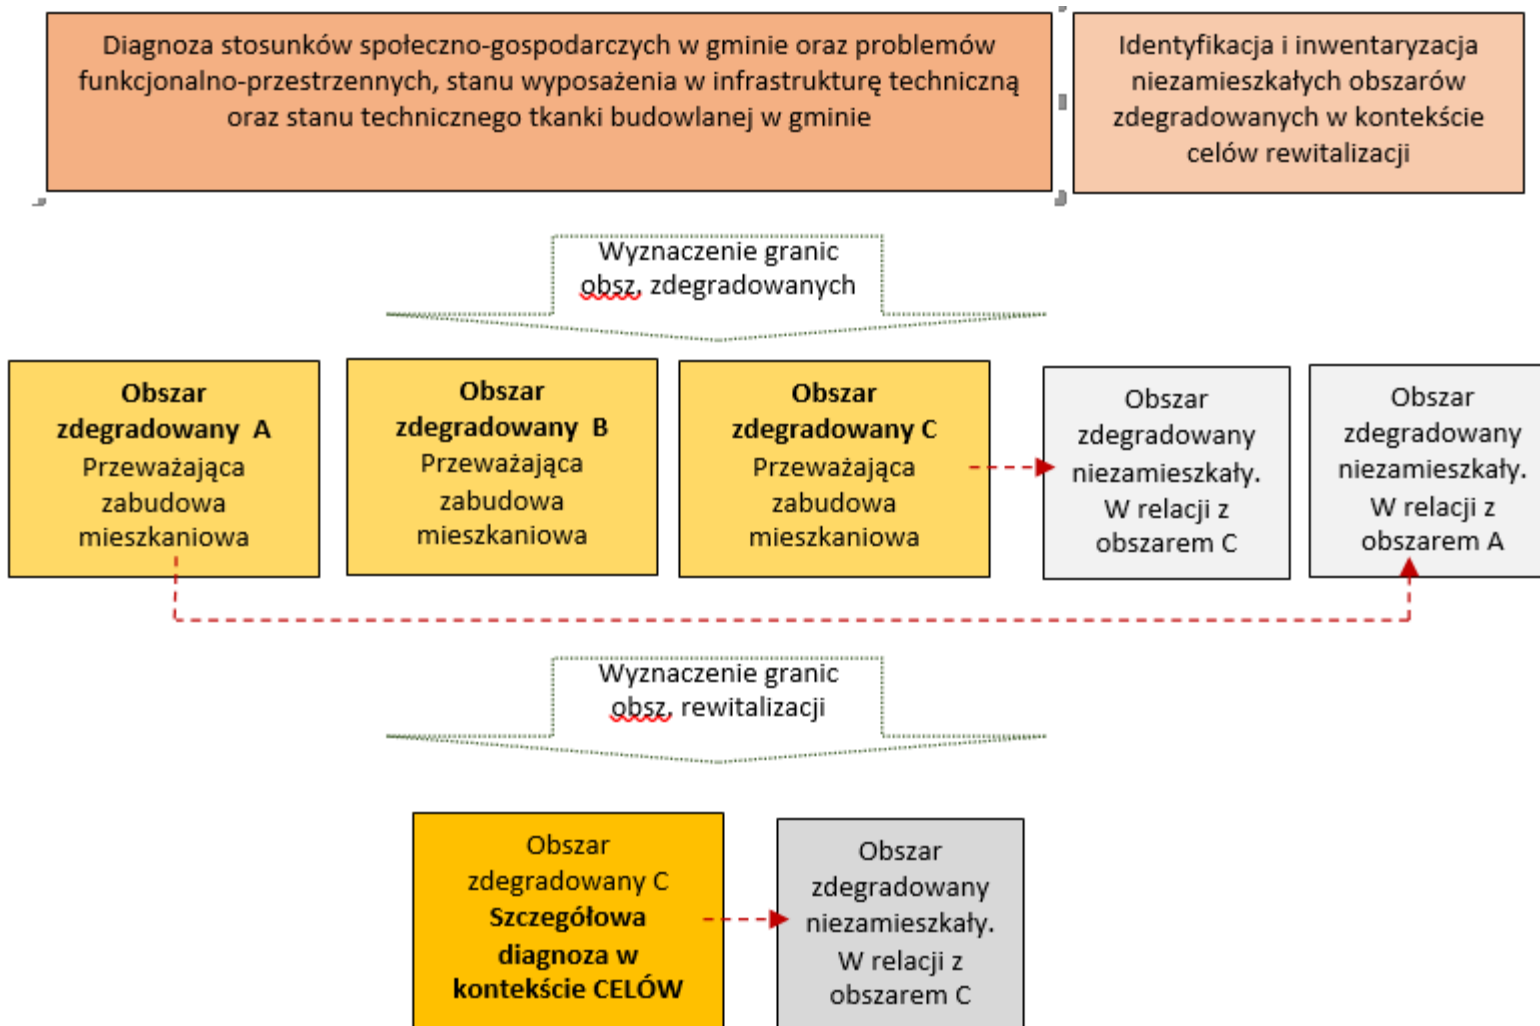 Diagnoza stosunków społeczno-gospodarczych w gminie oraz problemów
funkcjonalno-przestrzennych, stanu wyposażenia w infrastrukturę techniczną
oraz stanu technicznego tkanki budowlanej w gminie
Identyfikacja i inwentaryzacja
niezamieszkałych obszarów
zdegradowanych w kontekście
celów rewitalizacji
Wyznaczenie granic
obsz, zdegradowanych
Obszar
zdegradowany A
Przeważająca
zabudowa
mieszkaniowa
Obszar
zdegradowany B
Przeważająca
zabudowa
mieszkaniowa
Obszar
zdegradowany C
Przeważająca
zabudowa
mieszkaniowa
Obszar
zdegradowany
niezamieszkały.
W relacji z
obszarem C
Obszar
zdegradowany
niezamieszkały.
W relacji z
obszarem A
Wyznaczenie granic
obsz, rewitalizacji
Obszar
zdegradowany C
Szczegółowa
diagnoza w
kontekście CELÓW
Obszar
zdegradowany
niezamieszkały.
W relacji z
obszarem C